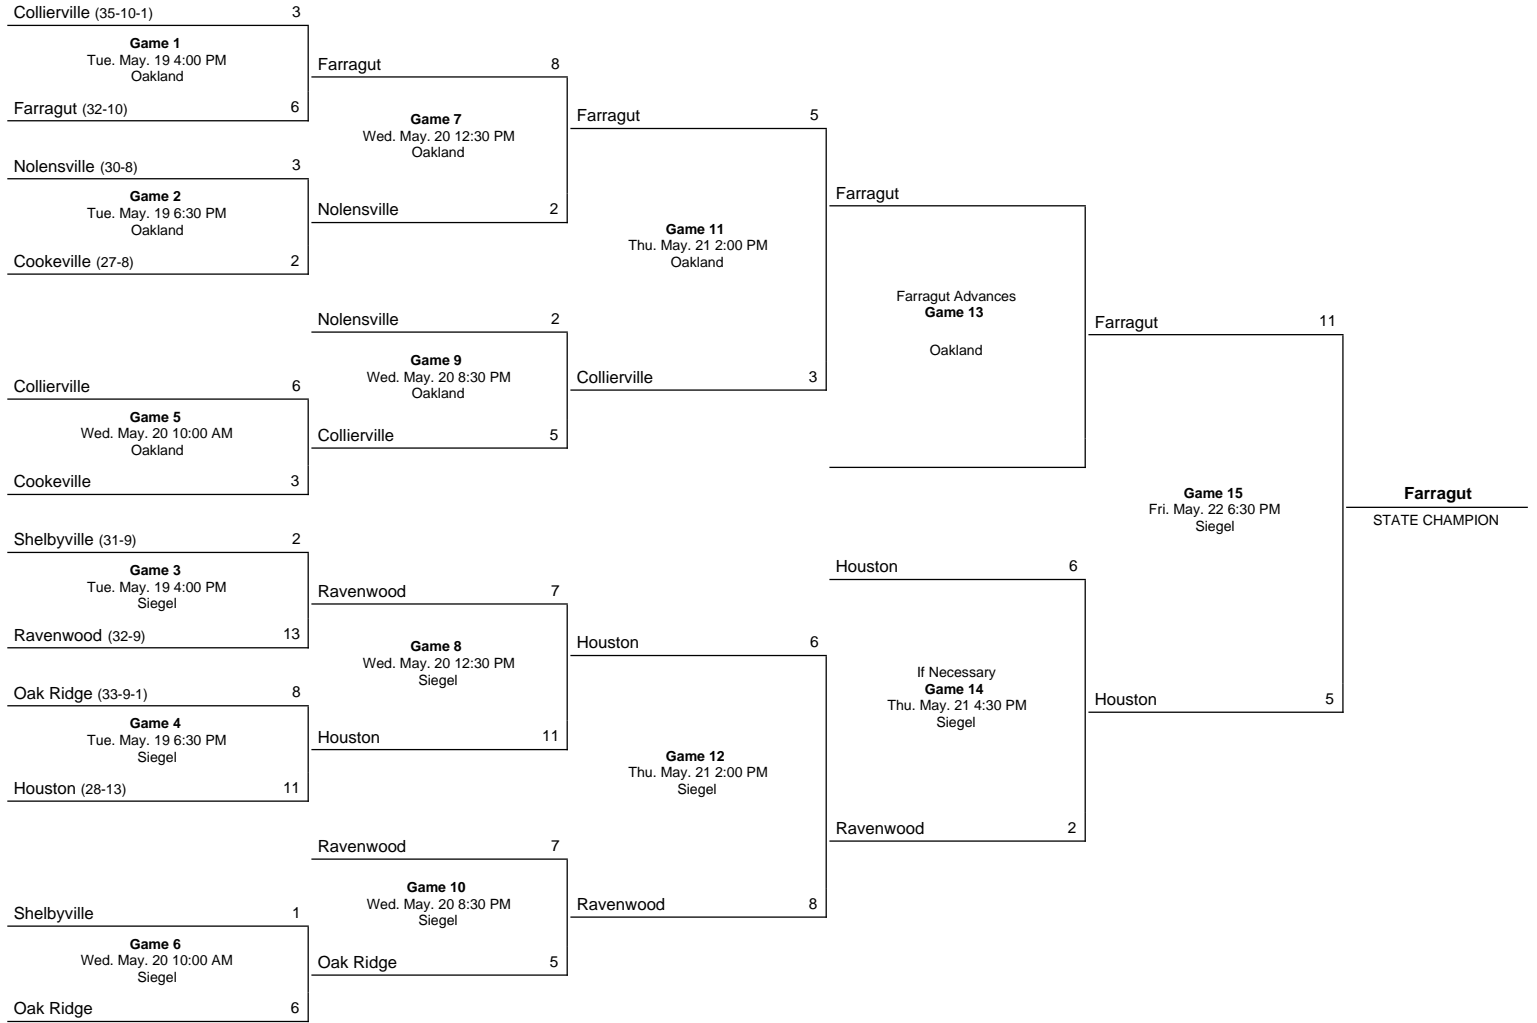 Collierville (35-10-1) 3
Game 1
Tue. May. 19 4:00 PM
Oakland
Farragut (32-10) 6
Nolensville (30-8) 3
Game 2
Tue. May. 19 6:30 PM
Oakland
Cookeville (27-8) 2
Collierville 6
Game 5
Wed. May. 20 10:00 AM
Oakland
Cookeville 3
Shelbyville (31-9) 2
Game 3
Tue. May. 19 4:00 PM
Siegel
Ravenwood (32-9) 13
Oak Ridge (33-9-1) 8
Game 4
Tue. May. 19 6:30 PM
Siegel
Houston (28-13) 11
Shelbyville 1
Game 6
Wed. May. 20 10:00 AM
Siegel
Oak Ridge 6
Farragut 8
Game 7
Wed. May. 20 12:30 PM
Oakland
Nolensville 2
Nolensville 2
Game 9
Wed. May. 20 8:30 PM
Oakland
Collierville 5
Ravenwood 7
Game 8
Wed. May. 20 12:30 PM
Siegel
Houston 11
Ravenwood 7
Game 10
Wed. May. 20 8:30 PM
Siegel
Oak Ridge 5
Farragut 5
Game 11
Thu. May. 21 2:00 PM
Oakland
Collierville 3
Houston 6
Game 12
Thu. May. 21 2:00 PM
Siegel
Ravenwood 8
Farragut
Farragut Advances
Game 13
Oakland
Houston 6
If Necessary
Game 14
Thu. May. 21 4:30 PM
Siegel
Ravenwood 2
Farragut 11
Game 15
Fri. May. 22 6:30 PM
Siegel
Houston 5
Farragut
STATE CHAMPION